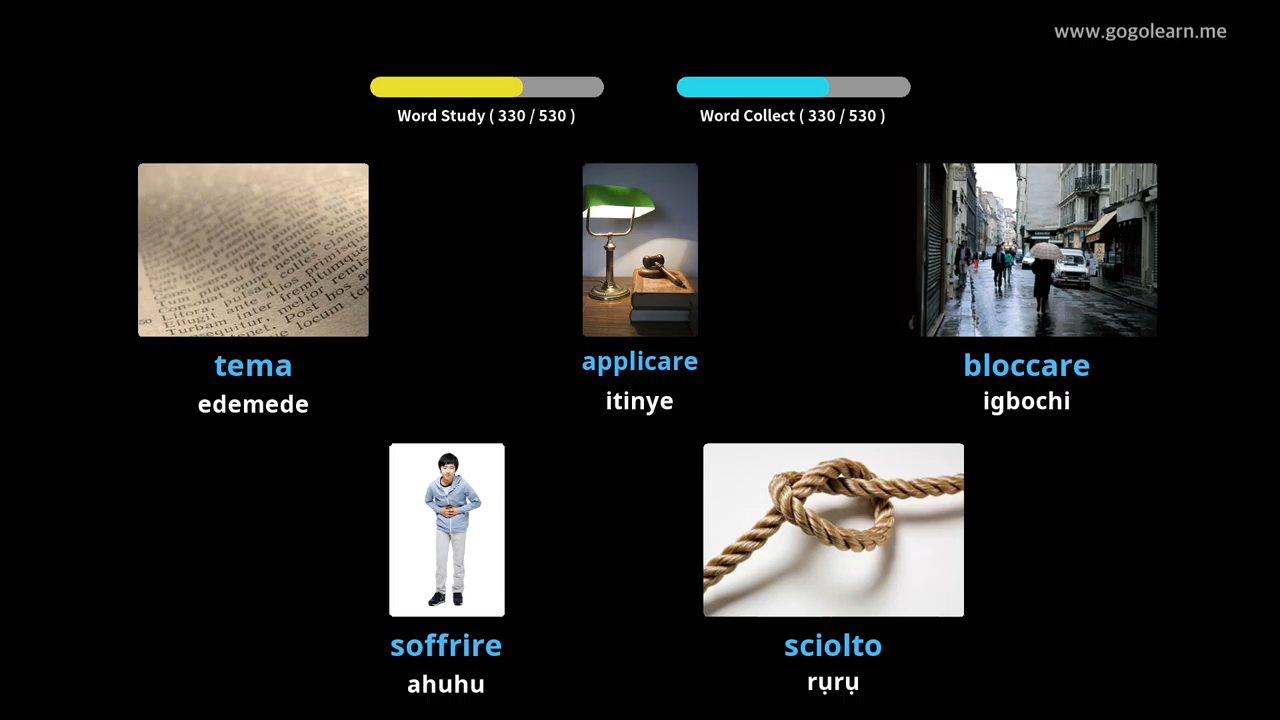 www.gogolearn.me
Word Study ( 330 / 530 )
Word Collect ( 330 / 530 )
tema
edemede
applicare
itinye
bloccare
igbochi
soffrire
ahuhu
sciolto
rụrụ